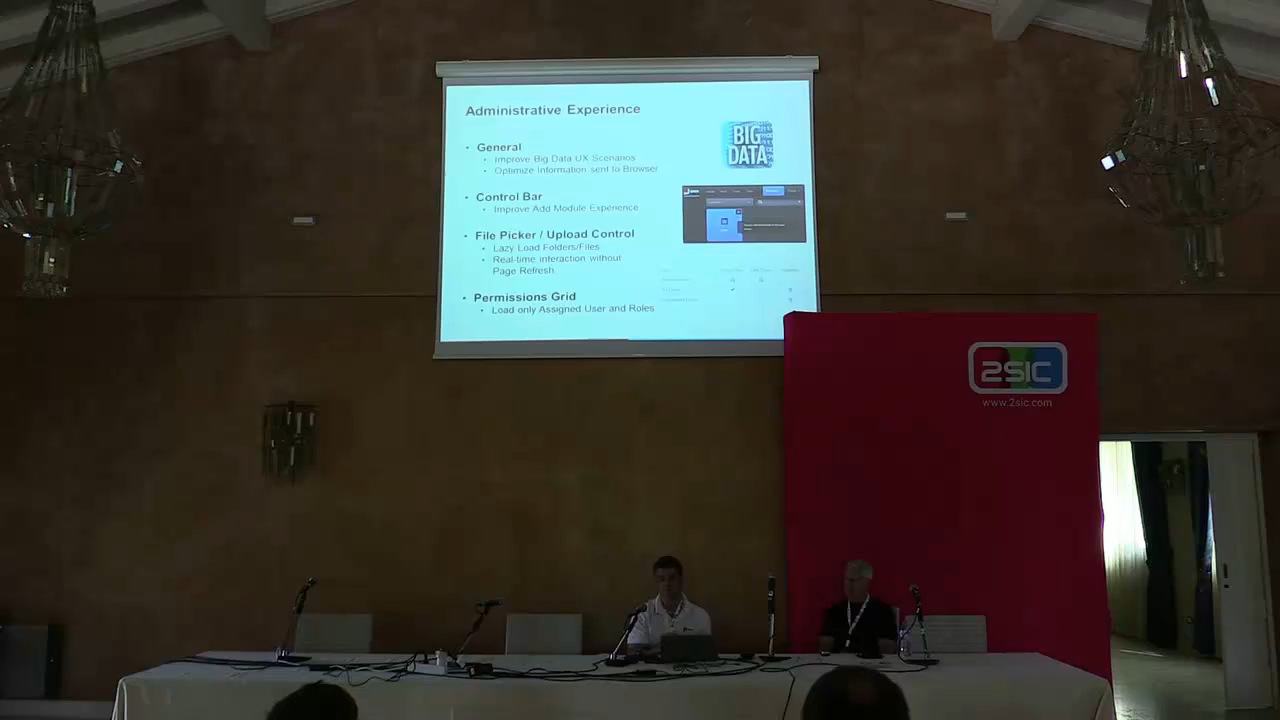 Administrative Experience
• General
• Improve Big Data UX Scenarios
• Optimize Information sent to Browser
BIG
DATA
• Control Bar
• Improve Add Module Experience
• File Picker / Upload Control
• Lazy Load Folders/Files
• Real-time interaction without
Page Refresh
• Permissions Grid
• Load only Assigned User and Roles
2SIC
www.2sic.com